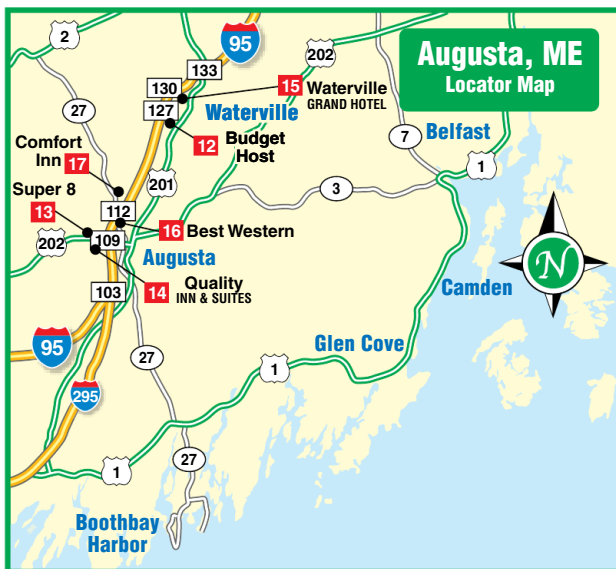 Augusta, ME
Locator Map
2
95
202
133
130
15
Waterville
GRAND HOTEL
27
127
Waterville
12
Budget
Host
7
Belfast
1
Comfort
Inn
17
201
3
Super 8
13
112
16
Best Western
202
109
Augusta
N
14
Quality
INN & SUITES
103
Camden
95
27
Glen Cove
1
295
1
27
Boothbay
Harbor